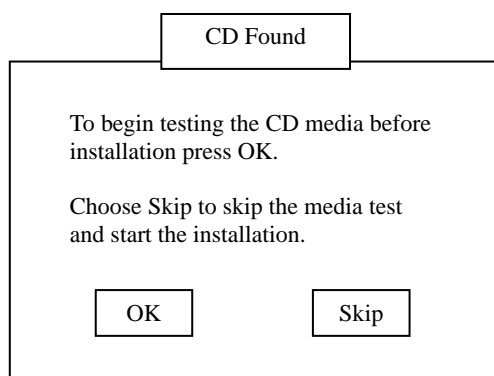 CD Found
To begin testing the CD media before
installation press OK.
Choose Skip to skip the media test
and start the installation.
OK
Skip